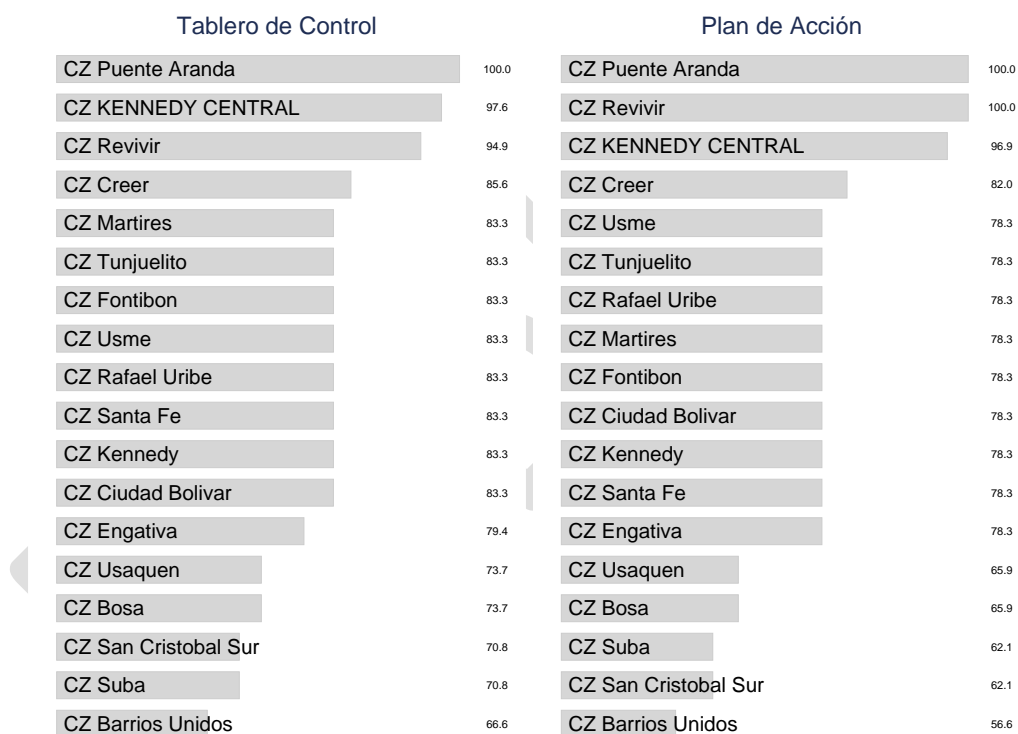 Tablero de Control
CZ Puente Aranda 100.0
CZ KENNEDY CENTRAL 97.6
CZ Revivir 94.9
CZ Creer 85.6
CZ Martires 83.3
CZ Tunjuelito 83.3
CZ Fontibon 83.3
CZ Usme 83.3
CZ Rafael Uribe 83.3
CZ Santa Fe 83.3
CZ Kennedy 83.3
CZ Ciudad Bolivar 83.3
CZ Engativa 79.4
CZ Usaquen 73.7
CZ Bosa 73.7
CZ San Cristobal Sur 70.8
CZ Suba 70.8
CZ Barrios Unidos 66.6
Plan de Acción
CZ Puente Aranda 100.0
CZ Revivir 100.0
CZ KENNEDY CENTRAL 96.9
CZ Creer 82.0
CZ Usme 78.3
CZ Tunjuelito 78.3
CZ Rafael Uribe 78.3
CZ Martires 78.3
CZ Fontibon 78.3
CZ Ciudad Bolivar 78.3
CZ Kennedy 78.3
CZ Santa Fe 78.3
CZ Engativa 78.3
CZ Usaquen 65.9
CZ Bosa 65.9
CZ Suba 62.1
CZ San Cristobal Sur 62.1
CZ Barrios Unidos 56.6